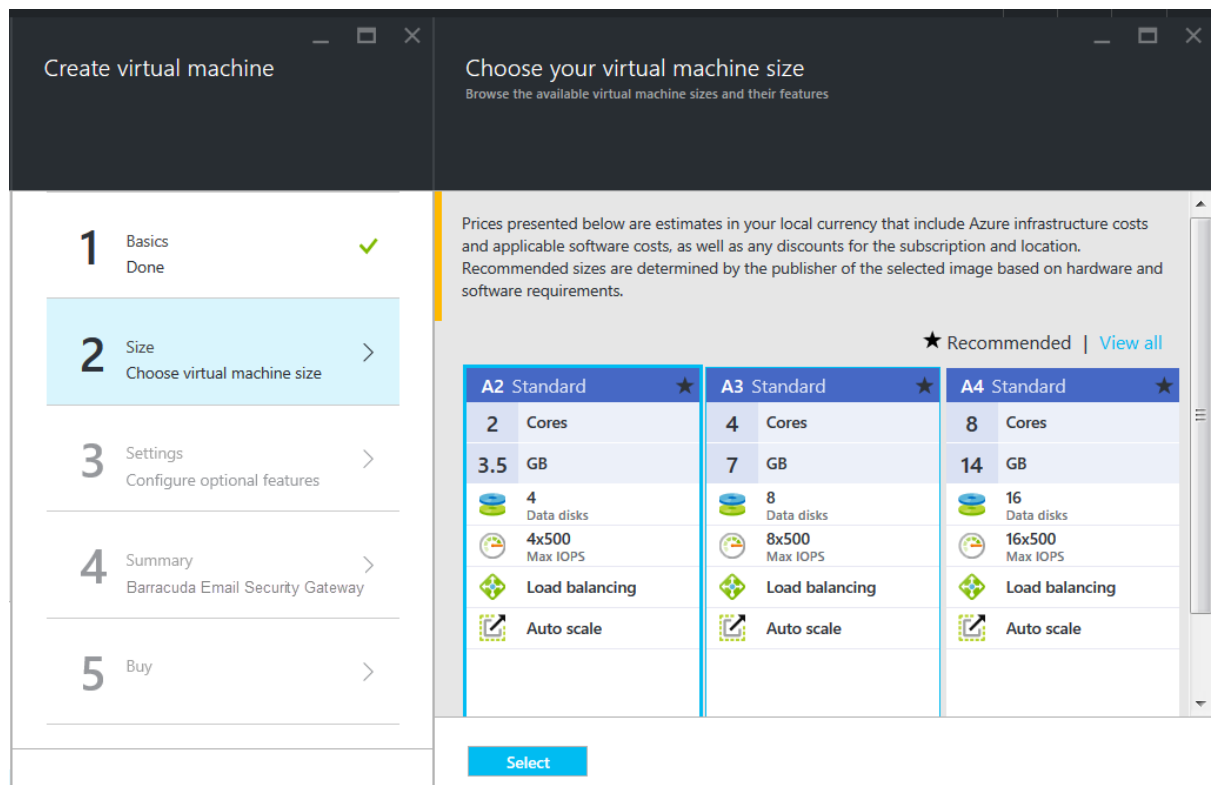 Create virtual machine
Choose your virtual machine size
Browse the available virtual machine sizes and their features
1
Basics
Done
2
Size
Choose virtual machine size
3
Settings
Configure optional features
4
Summary
Barracuda Email Security Gateway
5
Buy
Prices presented below are estimates in your local currency that include Azure infrastructure costs
and applicable software costs, as well as any discounts for the subscription and location.
Recommended sizes are determined by the publisher of the selected image based on hardware and
software requirements.
★ Recommended | View all
A2 Standard ★
2 Cores
3.5 GB
4
Data disks
4x500
Max IOPS
Load balancing
Auto scale
A3 Standard ★
4 Cores
7 GB
8
Data disks
8x500
Max IOPS
Load balancing
Auto scale
A4 Standard ★
8 Cores
14 GB
16
Data disks
16x500
Max IOPS
Load balancing
Auto scale
Select